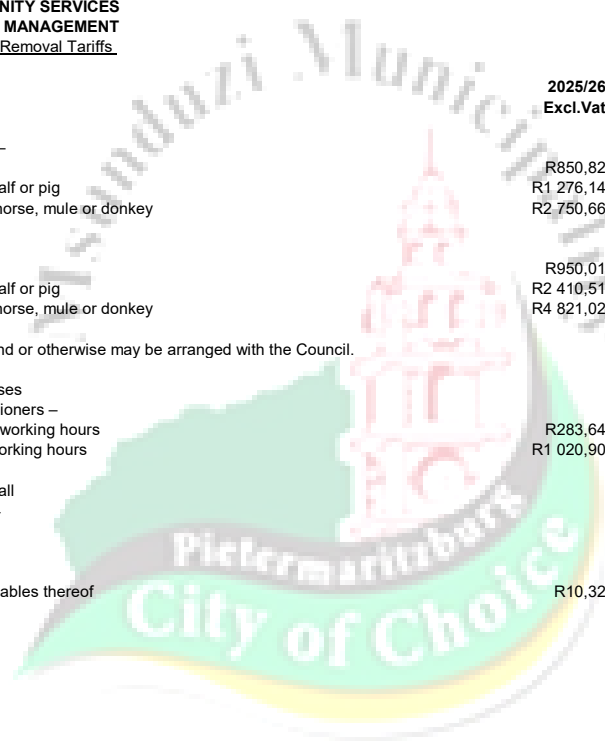 NITY SERVICES
MANAGEMENT
Removal Tariffs
2025/26
Excl.Vat
–
R850,82
alf or pig R1 276,14
horse, mule or donkey R2 750,66
R950,01
alf or pig R2 410,51
horse, mule or donkey R4 821,02
nd or otherwise may be arranged with the Council.
ses
tioners –
working hours R283,64
orking hours R1 020,90
all
ables thereof R10,32
Msunduzi Municipality
Pietermaritzburg
City of Choice